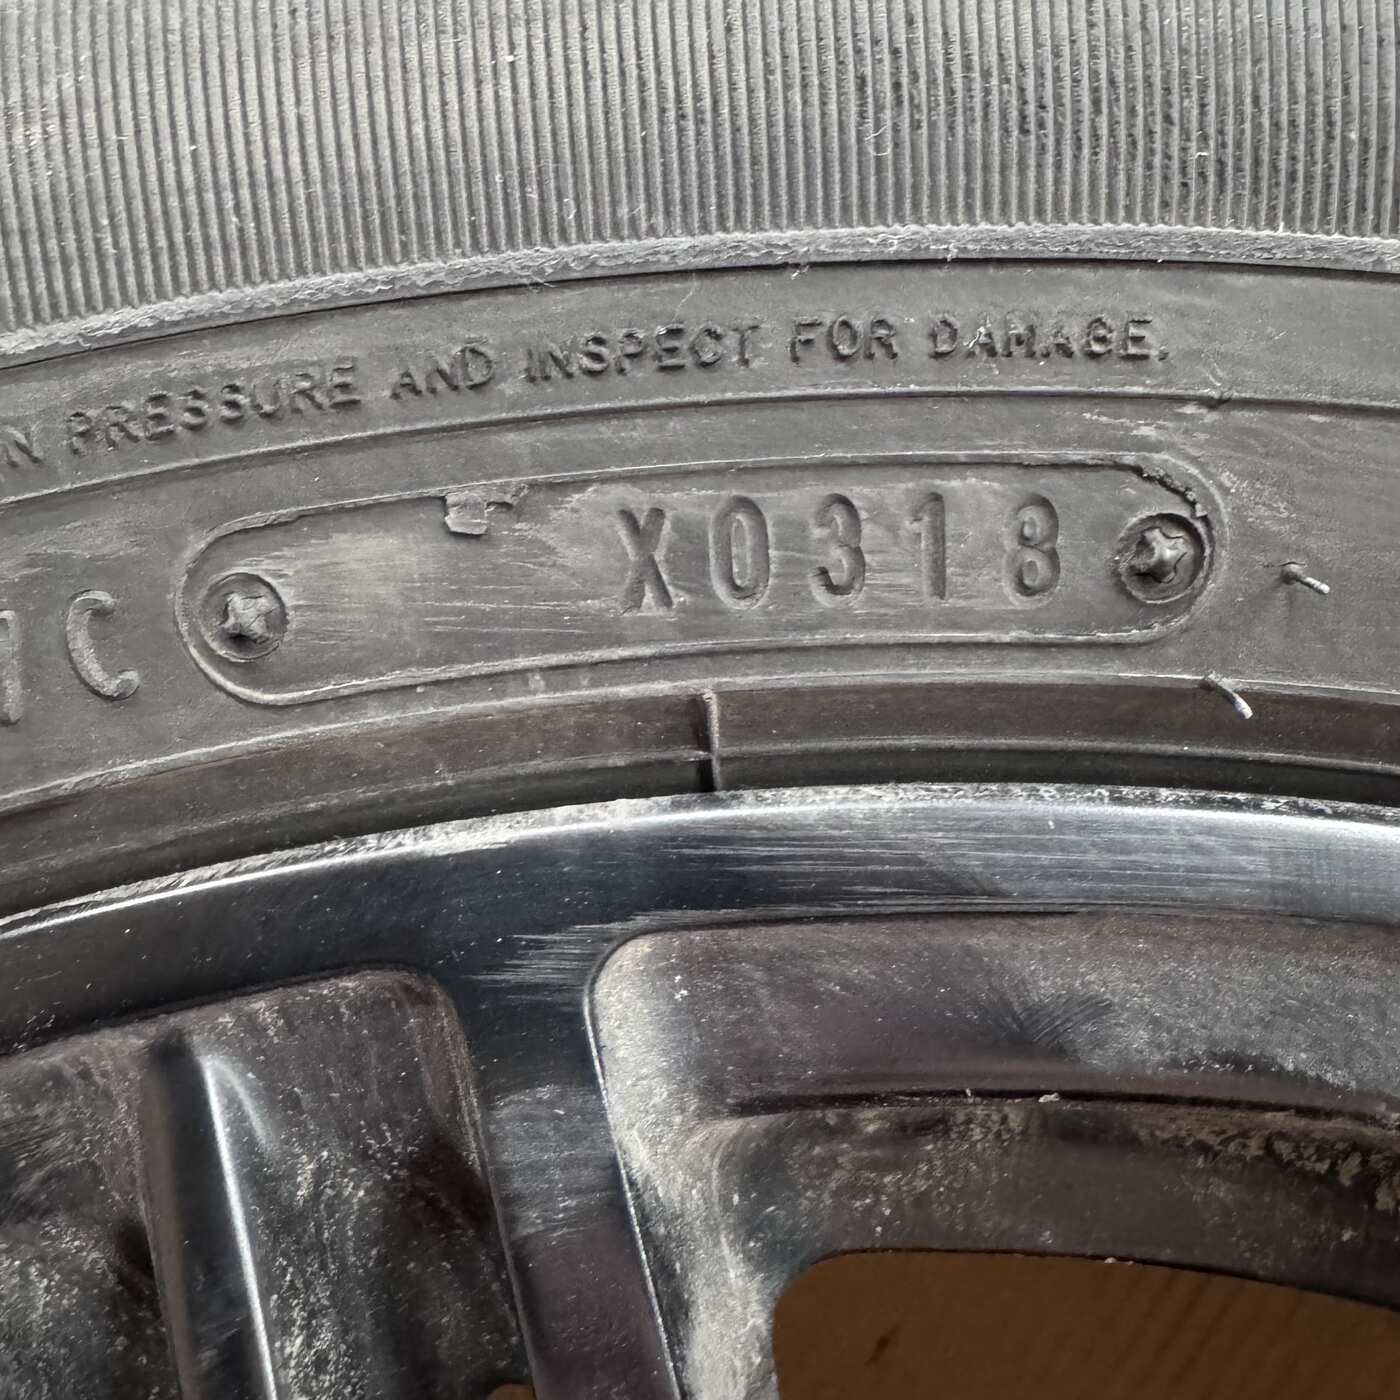 PRESSURE AND INSPECT FOR DAMAGE.
C X0318